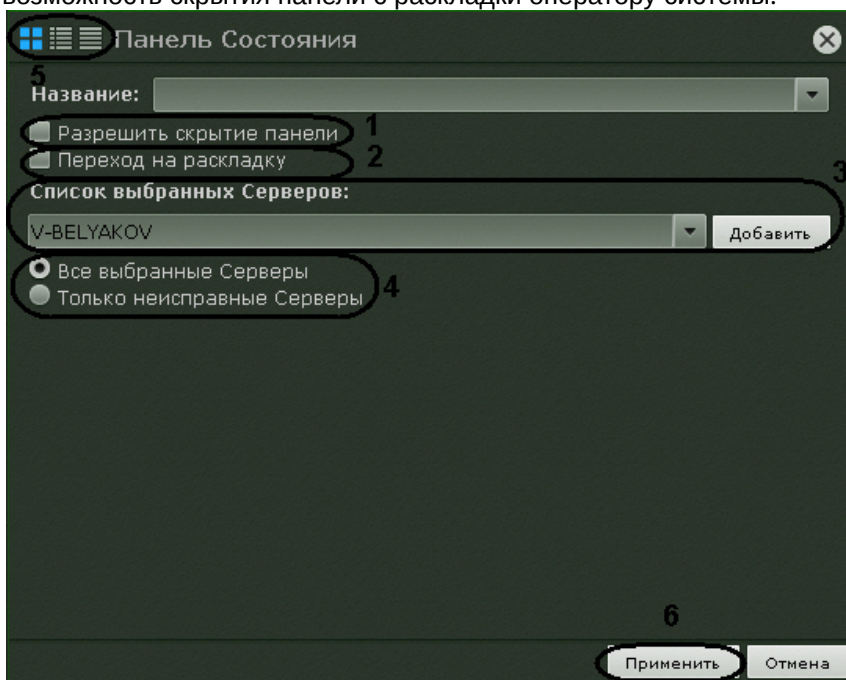 возможность скрытия панели с раскладки оператору системы.
Панель Состояния
5
Название:
Разрешить скрытие панели 1
Переход на раскладку 2
3
Список выбранных Серверов:
V-BELYAKOV Добавить
Все выбранные Серверы
Только неисправные Серверы 4
6
Применить Отмена